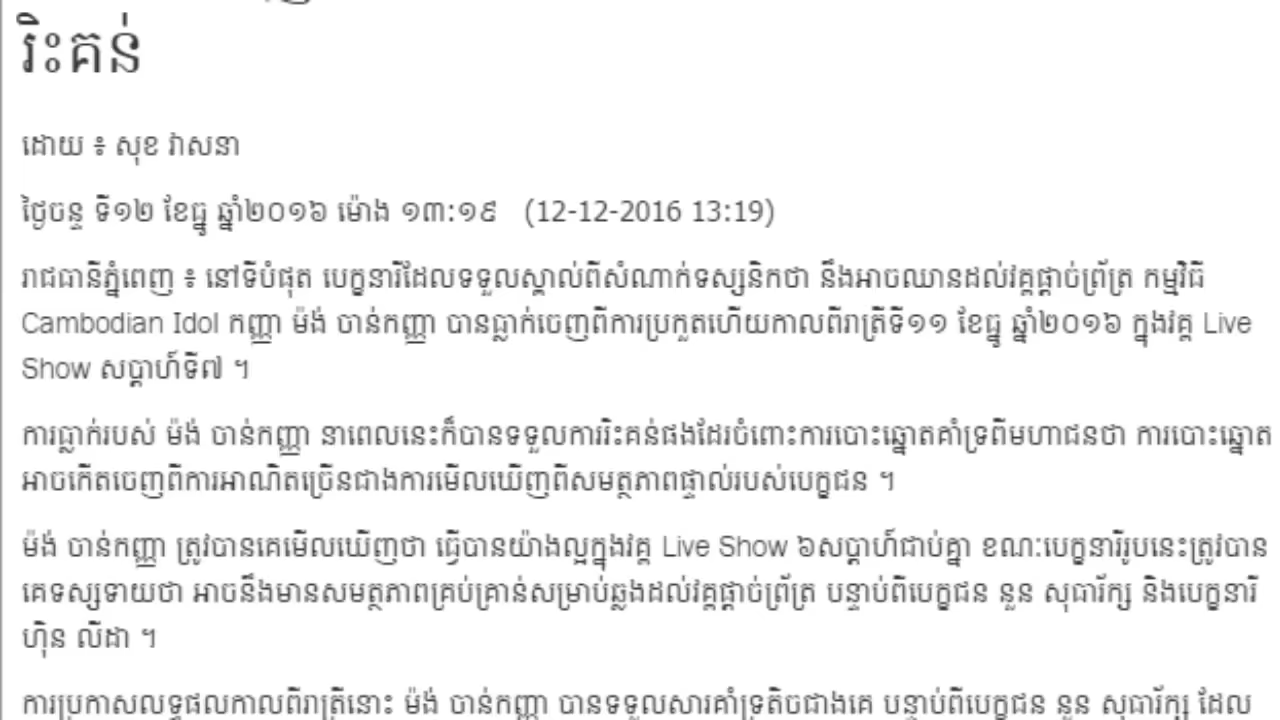 រិះគន់
ដោយ ៖ សុខ វាសនា
ថ្ងៃចន្ទ ទី១២ ខែធ្នូ ឆ្នាំ២០១៦ ម៉ោង ១៣:១៩ (12-12-2016 13:19)
រាជធានីភ្នំពេញ ៖ នៅទីបំផុត បេក្ខនារីដែលទទួលស្គាល់ពីសំណាក់ទស្សនិកថា នឹងអាចឈានដល់វគ្គផ្ដាច់ព្រ័ត្រ កម្មវិធី
Cambodian Idol កញ្ញា ម៉ង់ ចាន់កញ្ញា បានធ្លាក់ចេញពីការប្រកួតហើយកាលពីរាត្រីទី១១ ខែធ្នូ ឆ្នាំ២០១៦ ក្នុងវគ្គ Live
Show សប្ដាហ៍ទី៧ ។
ការធ្លាក់របស់ ម៉ង់ ចាន់កញ្ញា នាពេលនេះក៏បានទទួលការរិះគន់ផងដែរចំពោះការបោះឆ្នោតគាំទ្រពីមហាជនថា ការបោះឆ្នោត
អាចកើតចេញពីការអាណិតច្រើនជាងការមើលឃើញពីសមត្ថភាពផ្ទាល់របស់បេក្ខជន ។
ម៉ង់ ចាន់កញ្ញា ត្រូវបានគេមើលឃើញថា ធ្វើបានយ៉ាងល្អក្នុងវគ្គ Live Show ៦សប្ដាហ៍ជាប់គ្នា ខណៈបេក្ខនារីរូបនេះត្រូវបាន
គេទស្សទាយថា អាចនឹងមានសមត្ថភាពគ្រប់គ្រាន់សម្រាប់ឆ្លងដល់វគ្គផ្ដាច់ព្រ័ត្រ បន្ទាប់ពីបេក្ខជន នួន សុធារ័ក្ស និងបេក្ខនារី
ហ៊ិន លីដា ។
ការប្រកាសលទ្ធផលកាលពីរាត្រីនោះ ម៉ង់ ចាន់កញ្ញា បានទទួលសារគាំទ្រតិចជាងគេ បន្ទាប់ពីបេក្ខជន នួន សុធារ័ក្ស ដែល